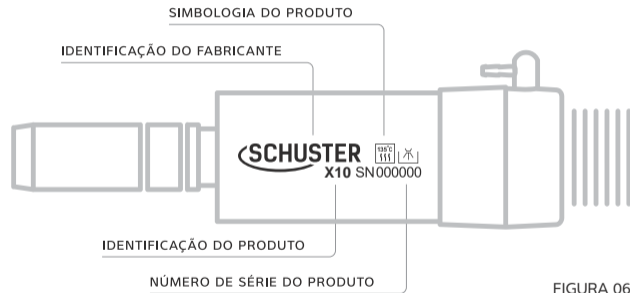 SIMBOLOGIA DO PRODUTO
IDENTIFICAÇÃO DO FABRICANTE
SCHUSTER
135°C
X10 SN000000
IDENTIFICAÇÃO DO PRODUTO
NÚMERO DE SÉRIE DO PRODUTO
FIGURA 06